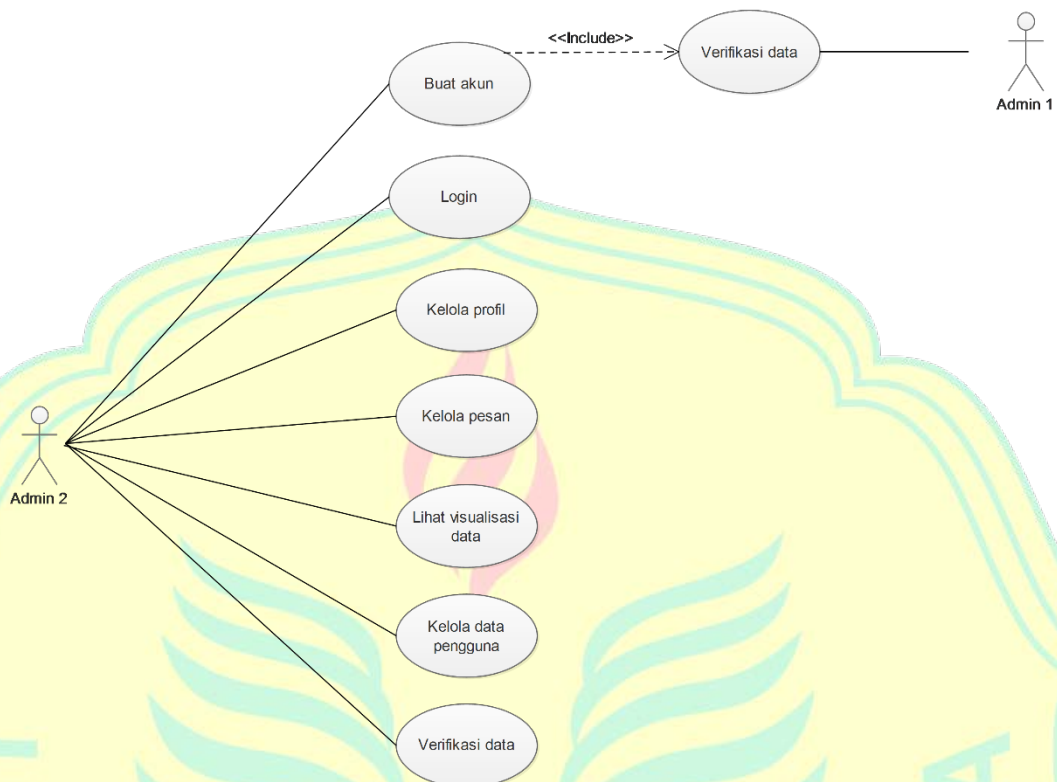 <<Include>>
Verifikasi data
Buat akun
Admin 1
Login
Kelola profil
Kelola pesan
Admin 2
Lihat visualisasi
data
Kelola data
pengguna
Verifikasi data